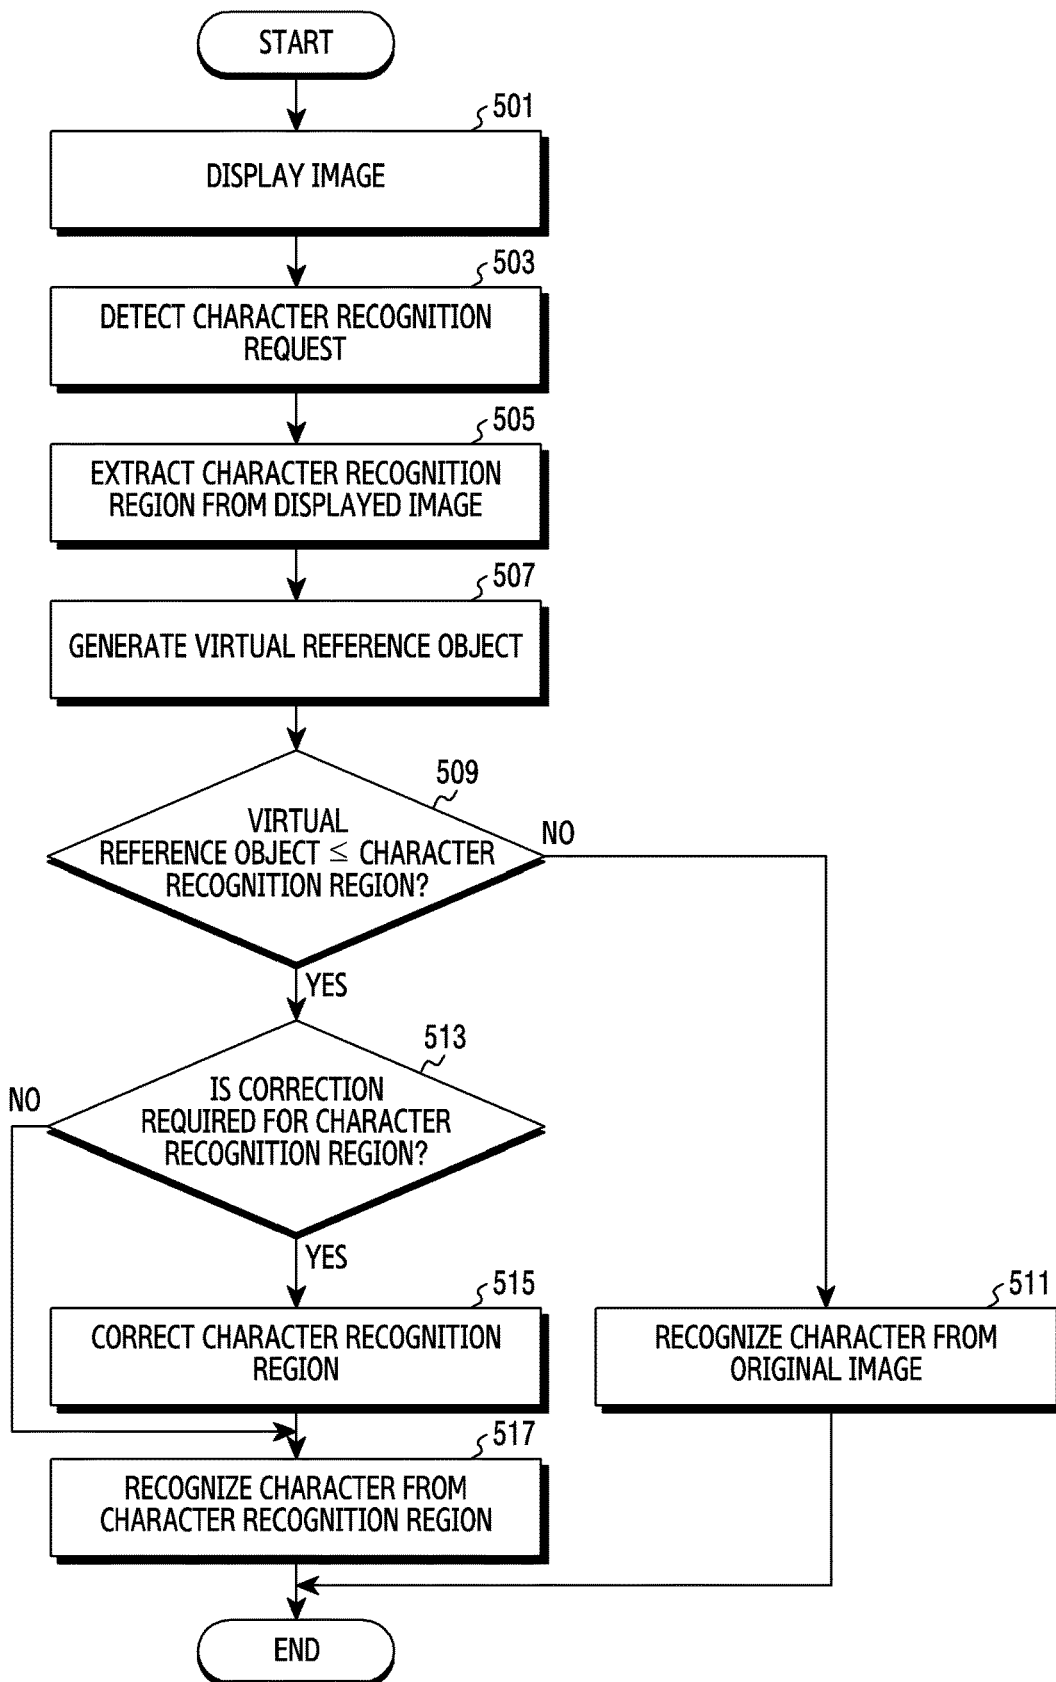 START
501
DISPLAY IMAGE
503
DETECT CHARACTER RECOGNITION
REQUEST
505
EXTRACT CHARACTER RECOGNITION
REGION FROM DISPLAYED IMAGE
507
GENERATE VIRTUAL REFERENCE OBJECT
509
VIRTUAL
REFERENCE OBJECT ≦ CHARACTER
RECOGNITION REGION?
NO
YES
513
IS CORRECTION
REQUIRED FOR CHARACTER
RECOGNITION REGION?
NO
YES
515
CORRECT CHARACTER RECOGNITION
REGION
511
RECOGNIZE CHARACTER FROM
ORIGINAL IMAGE
517
RECOGNIZE CHARACTER FROM
CHARACTER RECOGNITION REGION
END